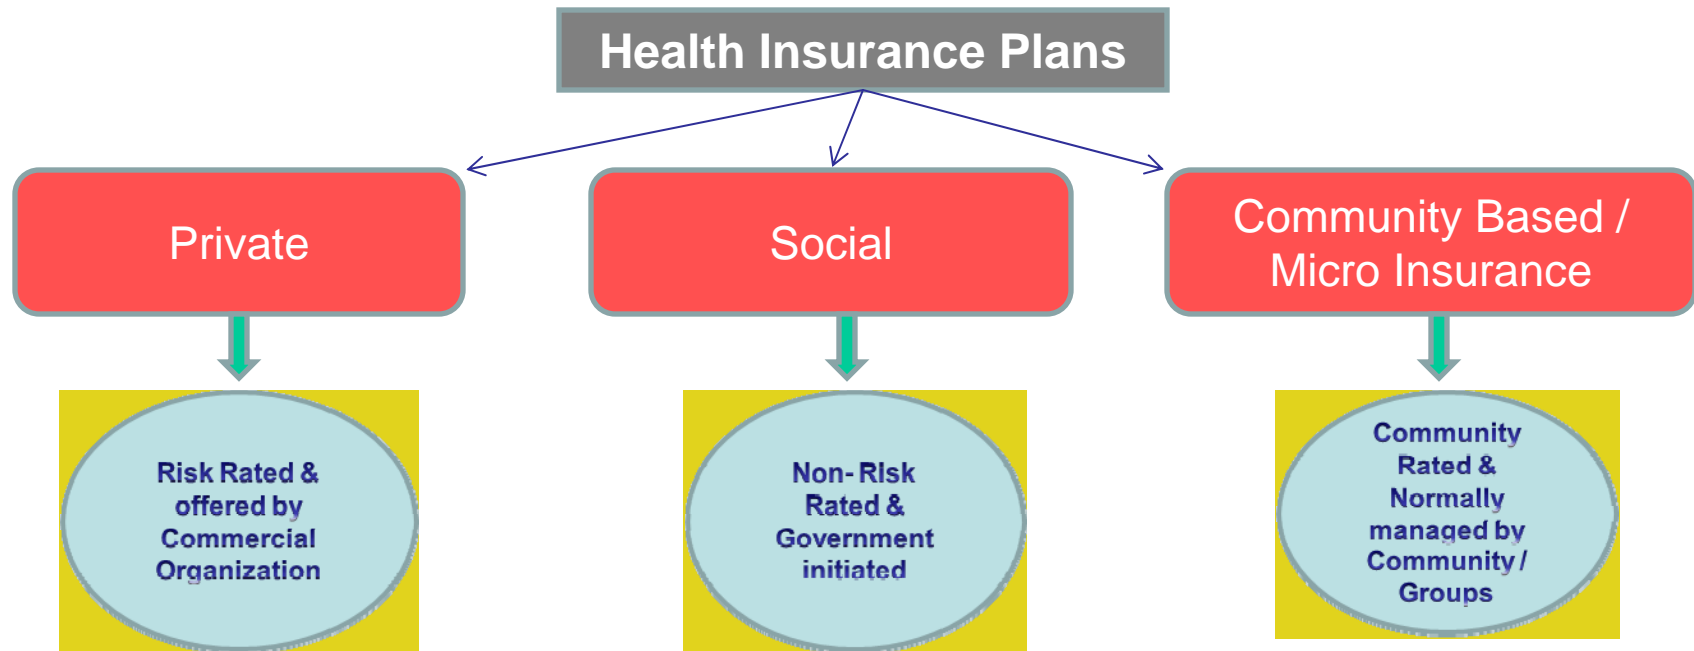 Health Insurance Plans
Private
Social
Community Based /
Micro Insurance
Risk Rated &
offered by
Commercial
Organization
Non-RIsk
Rated &
Government
initiated
Community
Rated &
Normally
managed by
Community /
Groups